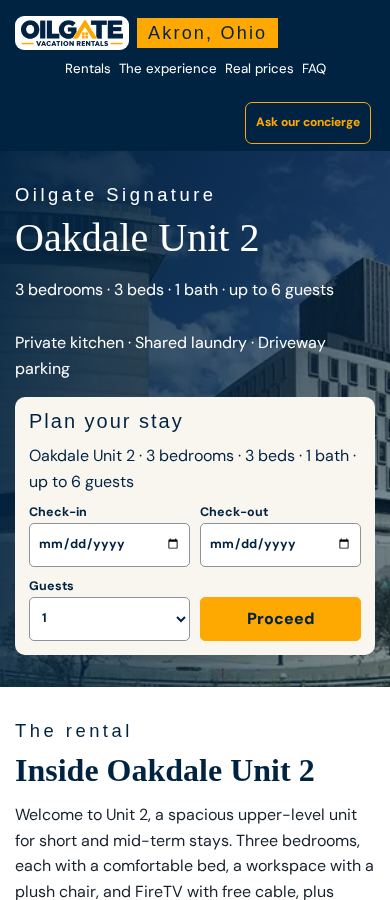 OILGATE
VACATION RENTALS
Akron, Ohio
Rentals The experience Real prices FAQ
Ask our concierge
Oilgate Signature
Oakdale Unit 2
3 bedrooms · 3 beds · 1 bath · up to 6 guests
Private kitchen · Shared laundry · Driveway
parking
Plan your stay
Oakdale Unit 2 · 3 bedrooms · 3 beds · 1 bath ·
up to 6 guests
Check-in Check-out
mm/dd/yyyy mm/dd/yyyy
Guests
1 Proceed
The rental
Inside Oakdale Unit 2
Welcome to Unit 2, a spacious upper-level unit
for short and mid-term stays. Three bedrooms,
each with a comfortable bed, a workspace with a
plush chair, and FireTV with free cable, plus